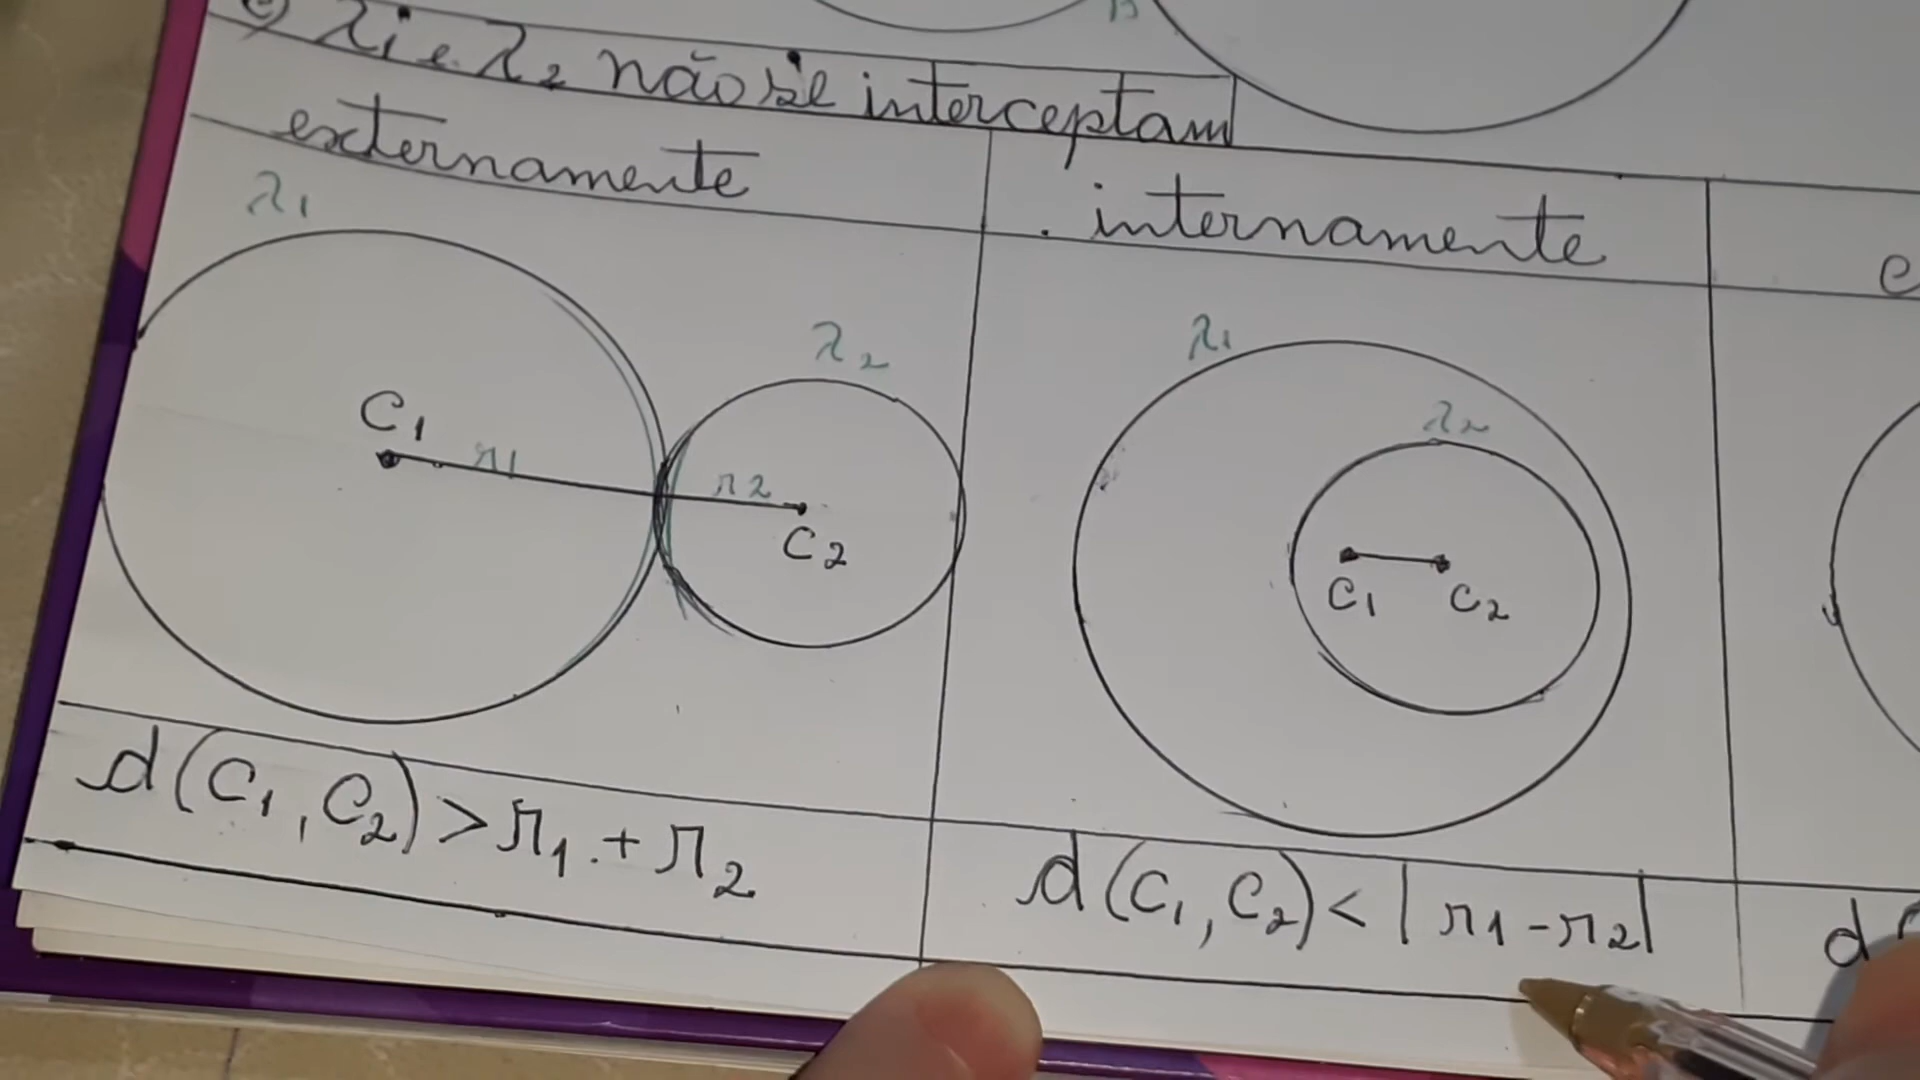 c) λ1 e λ2 não se interceptam
externamente
internamente
e
λ1
λ2
C1
r1
r2
C2
λ1
λ2
C1
C2
d(C1, C2) > r1 + r2
d(C1, C2) < |r1 - r2|
d